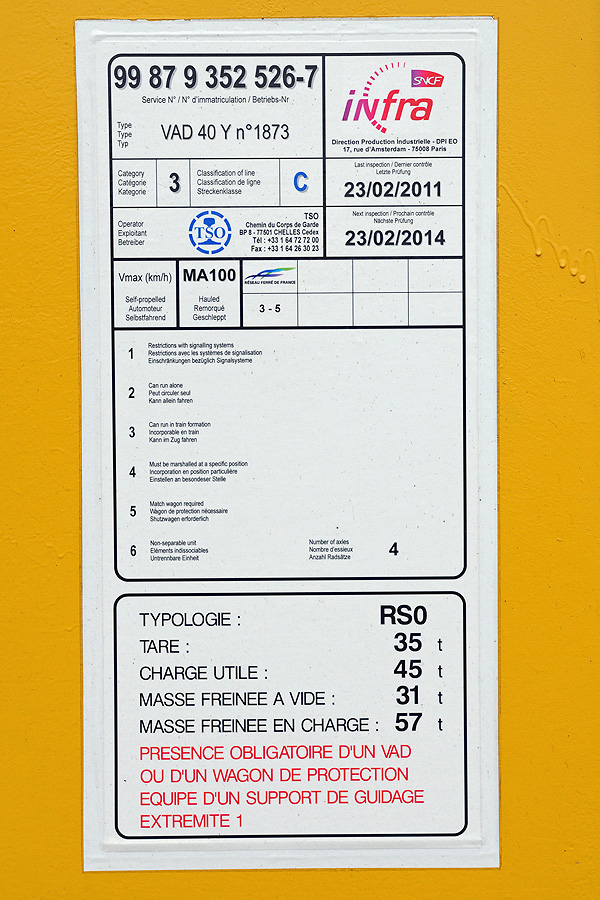 99 87 9 352 526-7
Service N° / N° d'immatriculation / Betriebs-Nr
Type
Type
Typ
VAD 40 Y n°1873
SNCF
infra
Direction Production Industrielle - DPI EO
17, rue d'Amsterdam - 75008 Paris
Category
Catégorie
Kategorie
3
Classification of line
Classification de ligne
Streckenklasse
C
Last inspection / Dernier contrôle
Letzte Prüfung
23/02/2011
Operator
Exploitant
Betreiber
TSO
TSO
Chemin du Corps de Garde
BP 8 - 77501 CHELLES Cedex
Tél : +33 1 64 72 72 00
Fax : +33 1 64 26 30 23
Next inspection / Prochain contrôle
Nächste Prüfung
23/02/2014
Vmax (km/h)
MA100
RÉSEAU FERRÉ DE FRANCE
Self-propelled
Automoteur
Selbstfahrend
Hauled
Remorqué
Geschleppt
3 - 5
1
Restrictions with signalling systems
Restrictions avec les systèmes de signalisation
Einschränkungen bezüglich Signalsysteme
2
Can run alone
Peut circuler seul
Kann allein fahren
3
Can run in train formation
Incorporable en train
Kann im Zug fahren
4
Must be marshalled at a specific position
Incorporation en position particulière
Einstellen an besondeser Stelle
5
Match wagon required
Wagon de protection nécessaire
Shutzwagen erforderlich
6
Non-separable unit
Eléments indissociables
Untrennbare Einheit
Number of axles
Nombre d'essieux
Anzahl Radsätze
4
TYPOLOGIE : RS0
TARE : 35 t
CHARGE UTILE : 45 t
MASSE FREINEE A VIDE : 31 t
MASSE FREINEE EN CHARGE : 57 t
PRESENCE OBLIGATOIRE D'UN VAD
OU D'UN WAGON DE PROTECTION
EQUIPE D'UN SUPPORT DE GUIDAGE
EXTREMITE 1